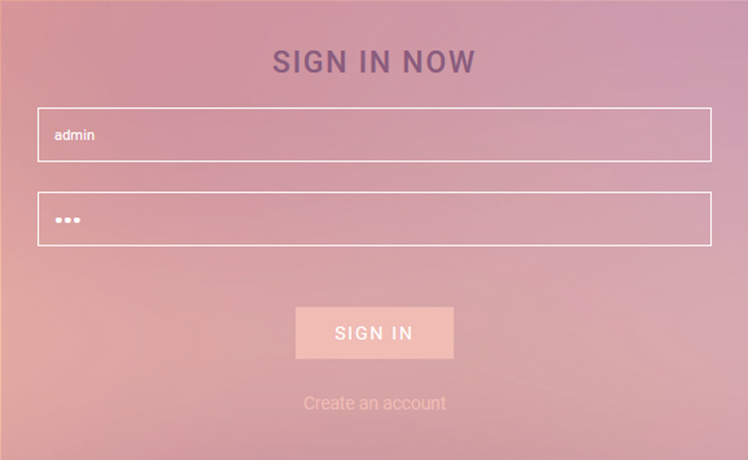 SIGN IN NOW
admin
•••
SIGN IN
Create an account